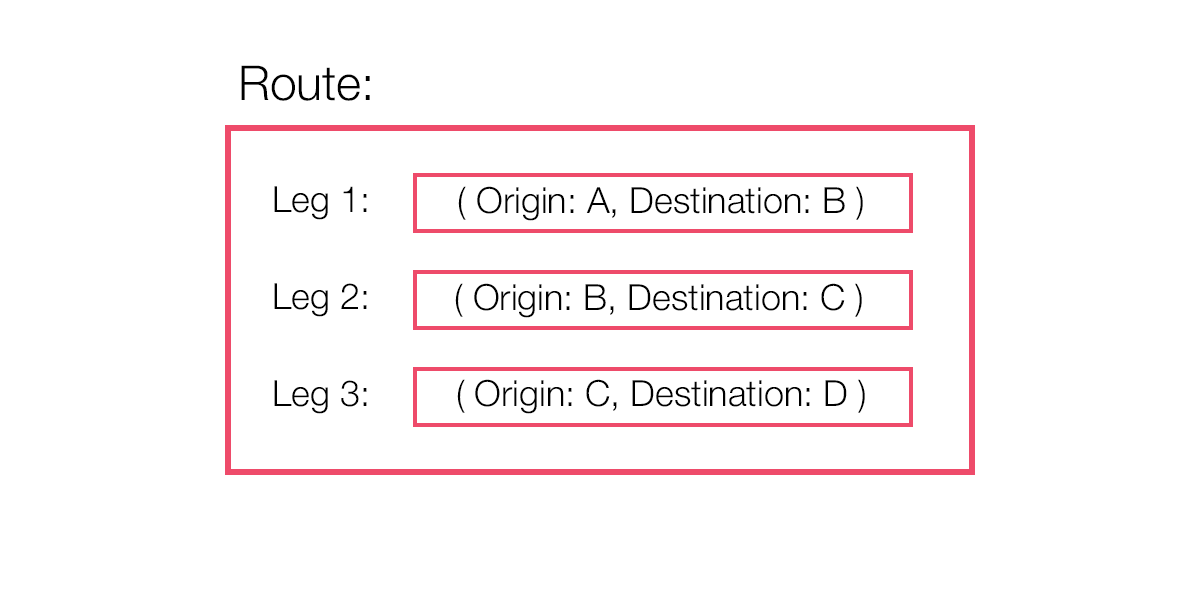 Route:
Leg 1: ( Origin: A, Destination: B )
Leg 2: ( Origin: B, Destination: C )
Leg 3: ( Origin: C, Destination: D )